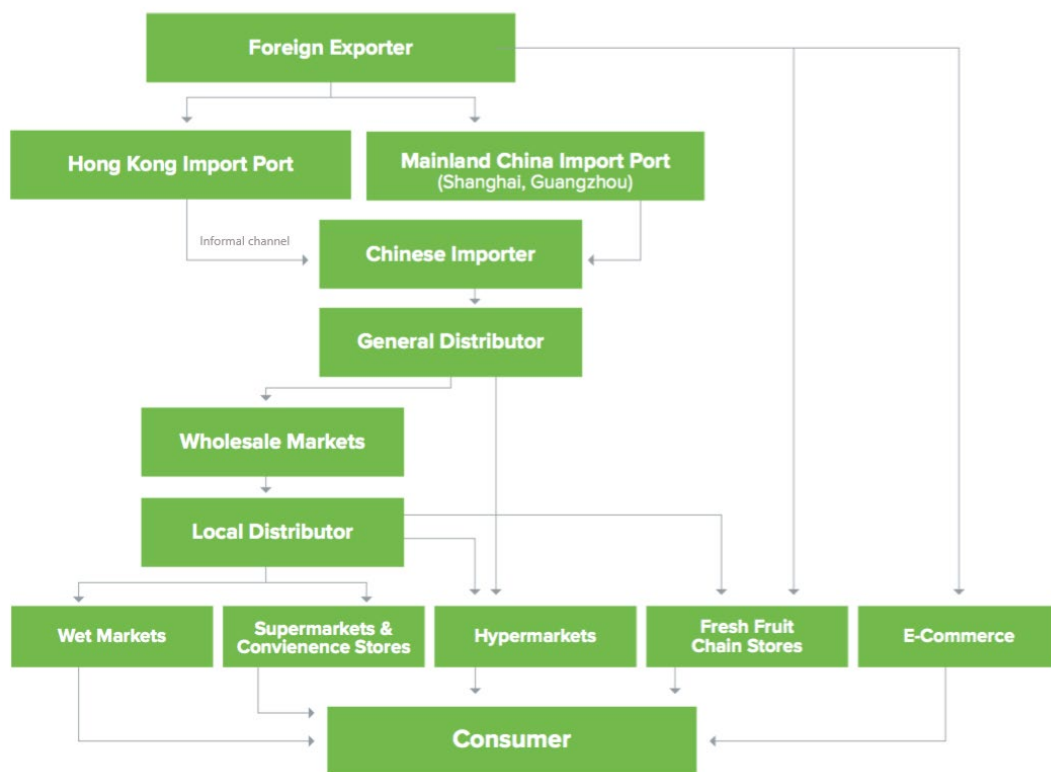 Foreign Exporter
Hong Kong Import Port
Mainland China Import Port
(Shanghai, Guangzhou)
Informal channel
Chinese Importer
General Distributor
Wholesale Markets
Local Distributor
Wet Markets
Supermarkets &
Convienence Stores
Hypermarkets
Fresh Fruit
Chain Stores
E-Commerce
Consumer